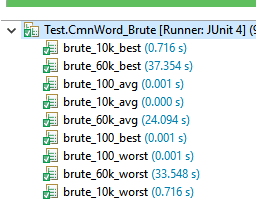 Test.CmnWord_Brute [Runner: JUnit 4] (
brute_10k_best (0.716 s)
brute_60k_best (37.354 s)
brute_100_avg (0.001 s)
brute_10k_avg (0.000 s)
brute_60k_avg (24.094 s)
brute_100_best (0.001 s)
brute_100_worst (0.001 s)
brute_60k_worst (33.548 s)
brute_10k_worst (0.716 s)